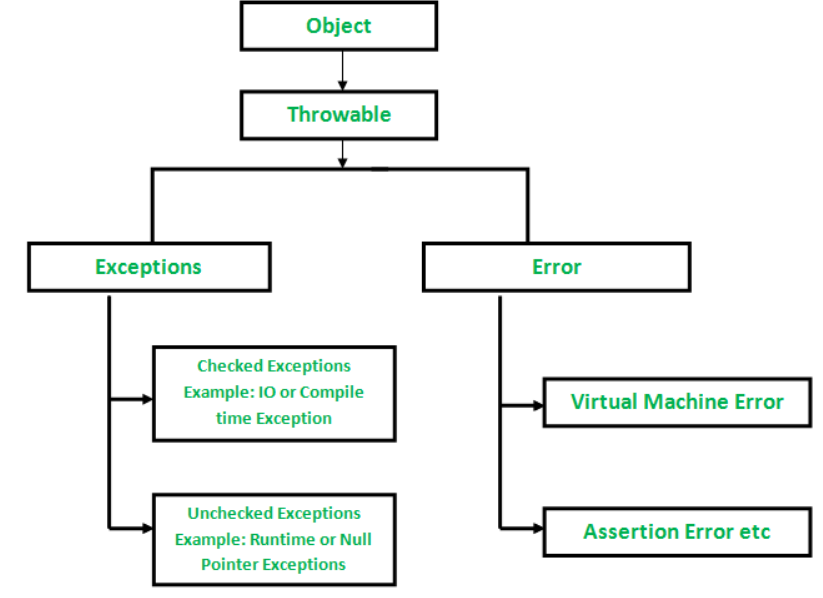 Object
Throwable
Exceptions
Error
Checked Exceptions
Example: IO or Compile
time Exception
Virtual Machine Error
Unchecked Exceptions
Example: Runtime or Null
Pointer Exceptions
Assertion Error etc